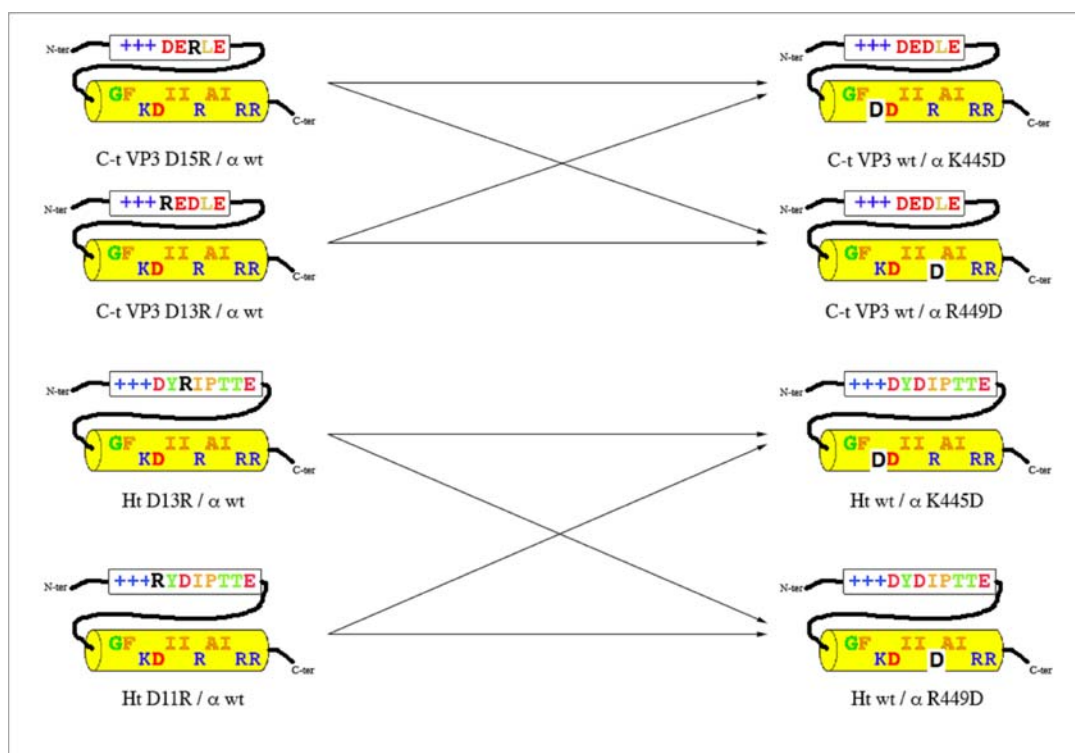 N-ter
+++ DERLE
GF II AI
KD R RR
C-ter
C-t VP3 D15R / α wt
N-ter
+++ DEDLE
GF II AI
DD R RR
C-ter
C-t VP3 wt / α K445D
N-ter
+++ REDLE
GF II AI
KD R RR
C-ter
C-t VP3 D13R / α wt
N-ter
+++ DEDLE
GF II AI
KD D RR
C-ter
C-t VP3 wt / α R449D
N-ter
+++DYRIPTTE
GF II AI
KD R RR
C-ter
Ht D13R / α wt
N-ter
+++DYDIPTTE
GF II AI
DD R RR
C-ter
Ht wt / α K445D
N-ter
+++RYDIPTTE
GF II AI
KD R RR
C-ter
Ht D11R / α wt
N-ter
+++DYDIPTTE
GF II AI
KD D RR
C-ter
Ht wt / α R449D